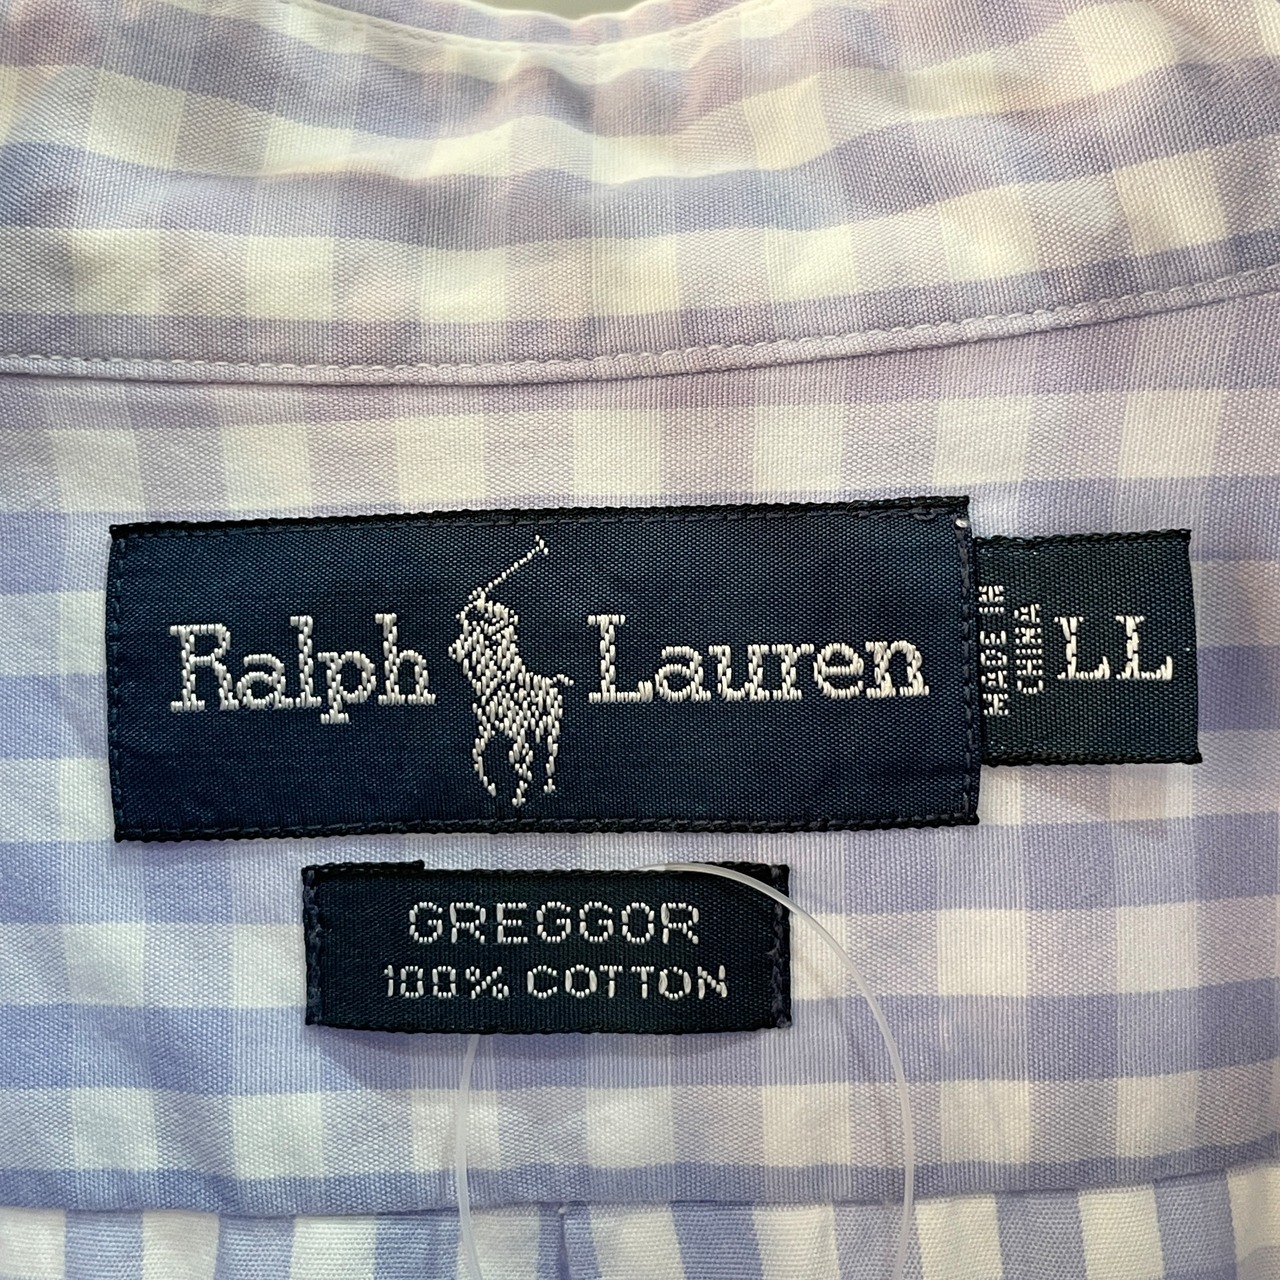 Ralph Lauren
MADE IN
CHINA
LL
GREGGOR
100% COTTON